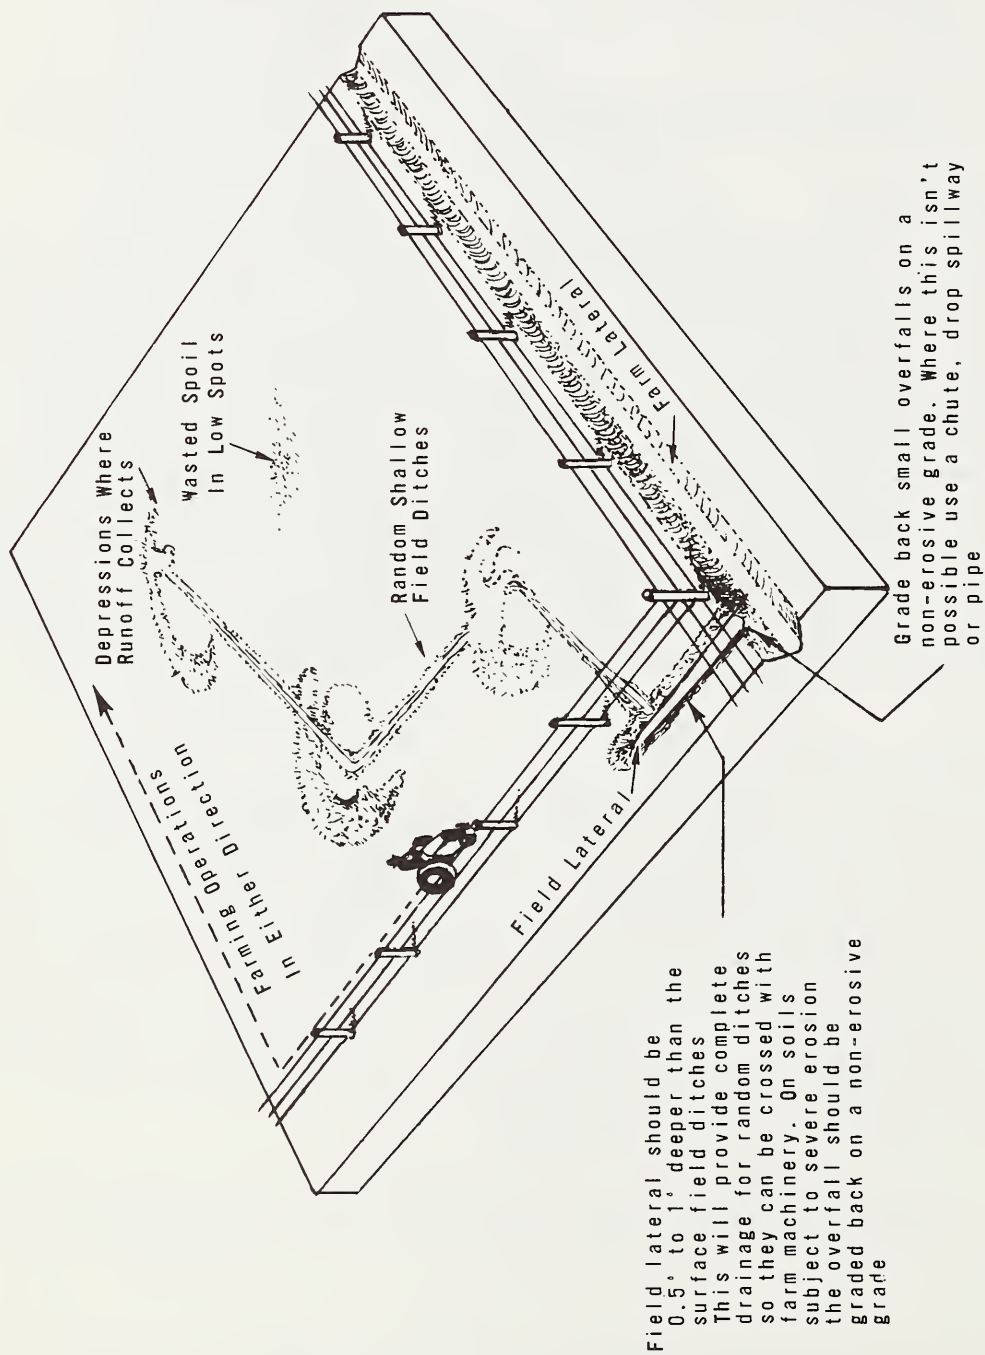 Depressions Where
Runoff Collects
Wasted Spoil
In Low Spots
Farming Operations
In Either Direction
Random Shallow
Field Ditches
Farm Lateral
Field Lateral
Field lateral should be
0.5' to 1' deeper than the
surface field ditches
This will provide complete
drainage for random ditches
so they can be crossed with
farm machinery. On soils
subject to severe erosion
the overfall should be
graded back on a non-erosive
grade
Grade back small overfalls on a
non-erosive grade. Where this isn't
possible use a chute, drop spillway
or pipe